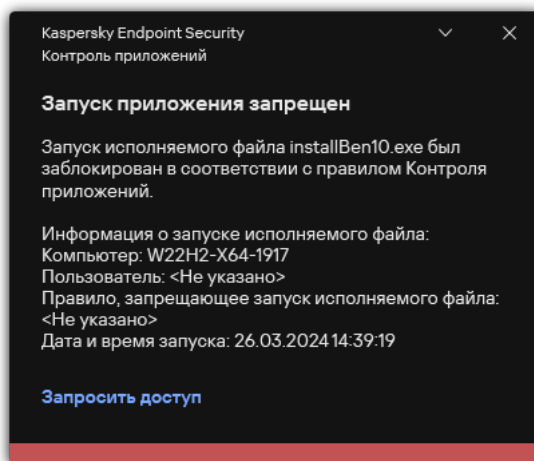 Kaspersky Endpoint Security
Контроль приложений
Запуск приложения запрещен
Запуск исполняемого файла installBen10.exe был
заблокирован в соответствии с правилом Контроля
приложений.
Информация о запуске исполняемого файла:
Компьютер: W22H2-X64-1917
Пользователь: <Не указано>
Правило, запрещающее запуск исполняемого файла:
<Не указано>
Дата и время запуска: 26.03.2024 14:39:19
Запросить доступ